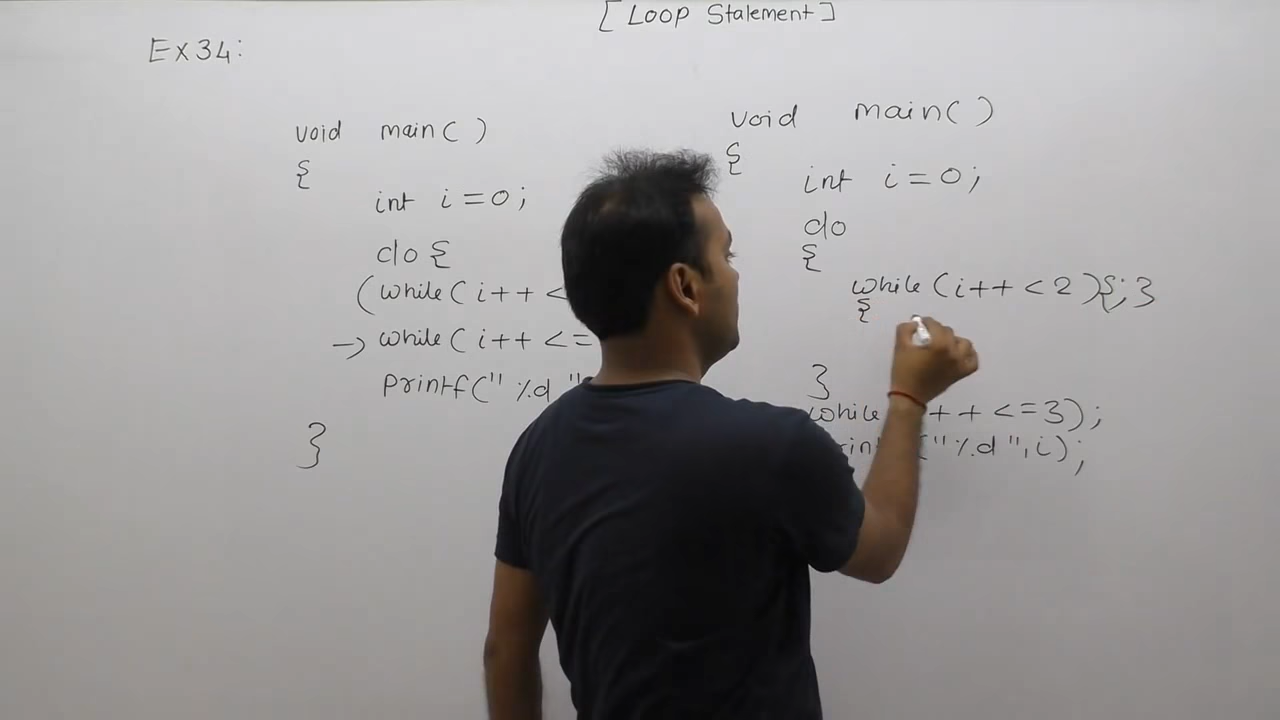 [ Loop Statement ]
Ex34:
void main( )
{
int i = 0;
do {
(while( i++ <
→ while( i++ <=
printf(" %d "
}
void main( )
{
int i = 0;
do
{
while (i++ < 2){;}
{
}
while ++ <=3);
(" %d ", i);